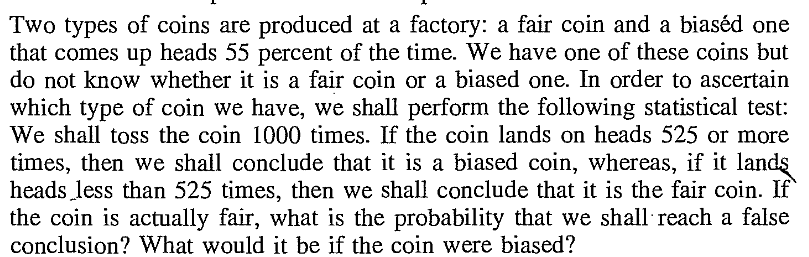 Two types of coins are produced at a factory: a fair coin and a biaséd one
that comes up heads 55 percent of the time. We have one of these coins but
do not know whether it is a fair coin or a biased one. In order to ascertain
which type of coin we have, we shall perform the following statistical test:
We shall toss the coin 1000 times. If the coin lands on heads 525 or more
times, then we shall conclude that it is a biased coin, whereas, if it lands
heads less than 525 times, then we shall conclude that it is the fair coin. If
the coin is actually fair, what is the probability that we shall reach a false
conclusion? What would it be if the coin were biased?